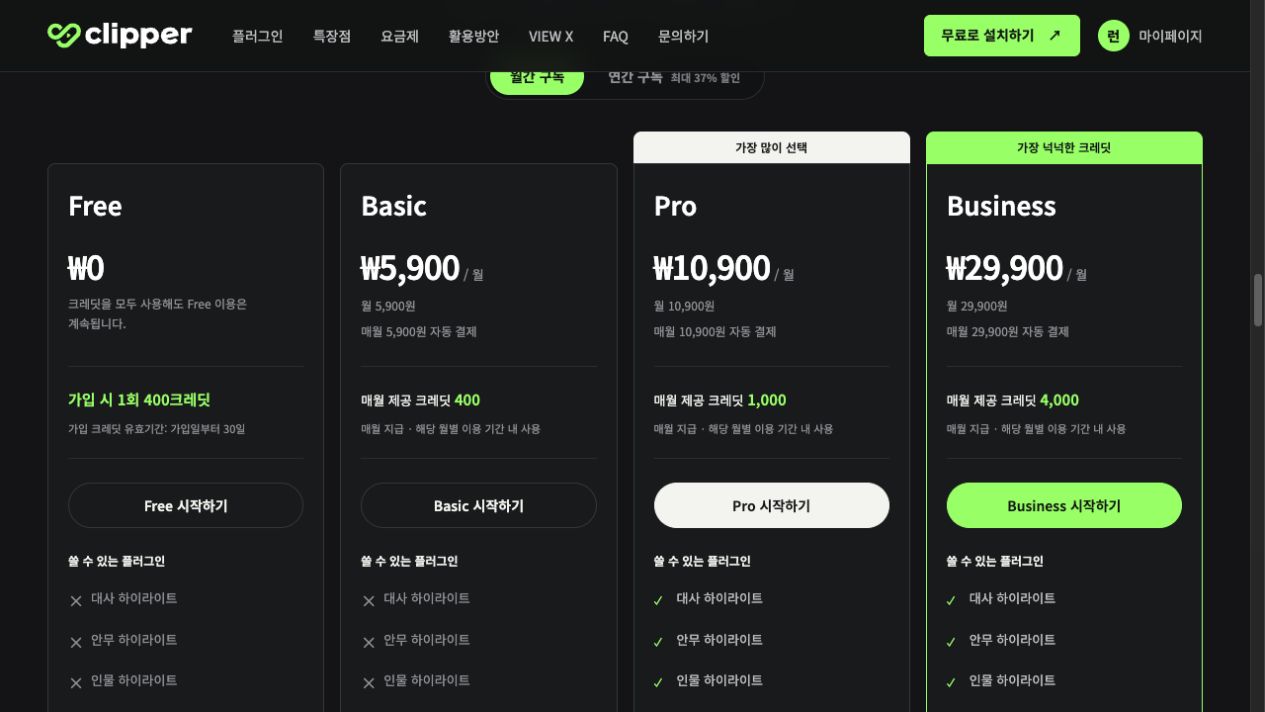 clipper
플러그인
특장점
요금제
활용방안
VIEW X
FAQ
문의하기
무료로 설치하기 ↗
런
마이페이지
월간 구독
연간 구독 최대 37% 할인
Free
₩0
크레딧을 모두 사용해도 Free 이용은
계속됩니다.
가입 시 1회 400크레딧
가입 크레딧 유효기간: 가입일부터 30일
Free 시작하기
쓸 수 있는 플러그인
대사 하이라이트
안무 하이라이트
인물 하이라이트
Basic
₩5,900 / 월
월 5,900원
매월 5,900원 자동 결제
매월 제공 크레딧 400
매월 지급 · 해당 월별 이용 기간 내 사용
Basic 시작하기
쓸 수 있는 플러그인
대사 하이라이트
안무 하이라이트
인물 하이라이트
가장 많이 선택
Pro
₩10,900 / 월
월 10,900원
매월 10,900원 자동 결제
매월 제공 크레딧 1,000
매월 지급 · 해당 월별 이용 기간 내 사용
Pro 시작하기
쓸 수 있는 플러그인
대사 하이라이트
안무 하이라이트
인물 하이라이트
가장 넉넉한 크레딧
Business
₩29,900 / 월
월 29,900원
매월 29,900원 자동 결제
매월 제공 크레딧 4,000
매월 지급 · 해당 월별 이용 기간 내 사용
Business 시작하기
쓸 수 있는 플러그인
대사 하이라이트
안무 하이라이트
인물 하이라이트